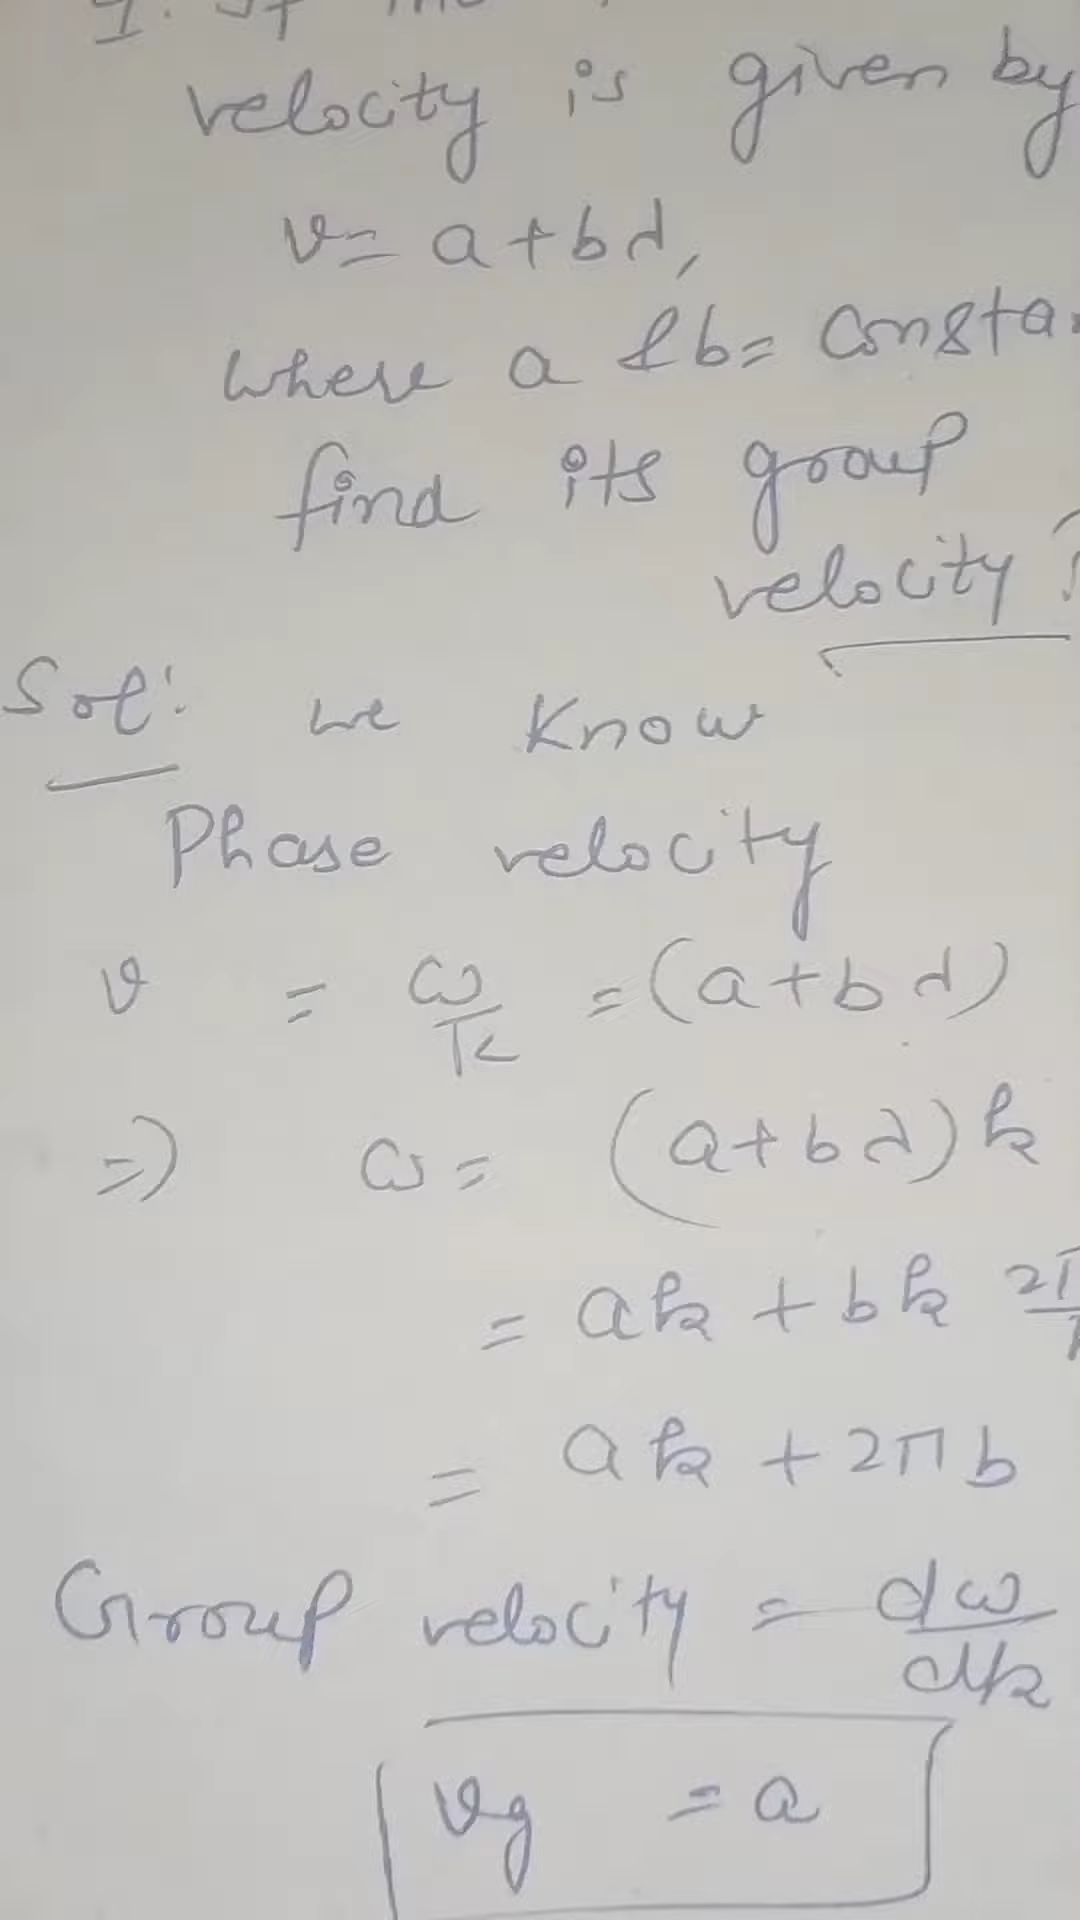 velocity is given by
v = a + bλ,
where a & b =
find its group
velocity ?
Sol:  we know
Phase velocity
v = ω/k = (a + bλ)
⇒ ω = (a + bλ) k
= ak + bk
= ak + 2πb
Group velocity = dω/dk
vg = a